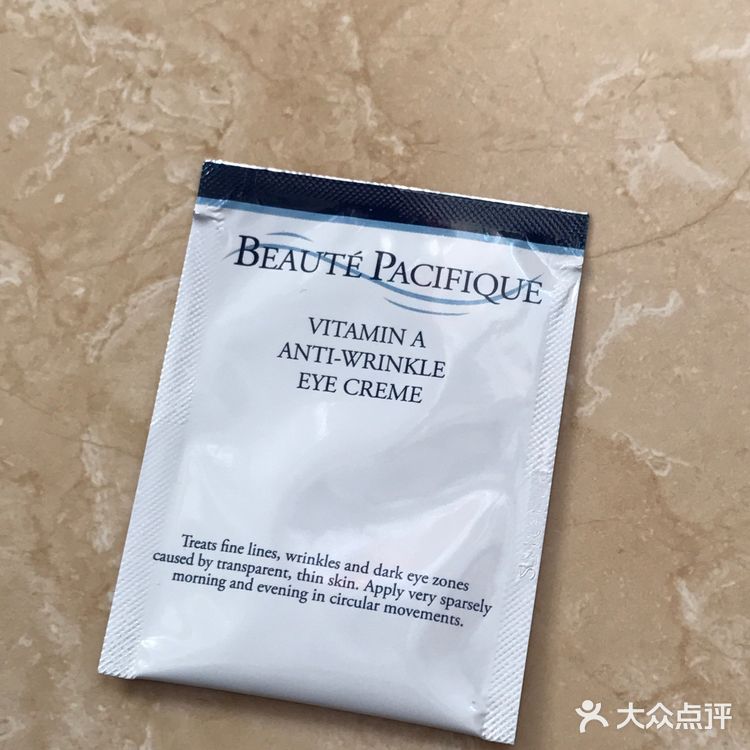 BEAUTÉ PACIFIQUE
VITAMIN A
ANTI-WRINKLE
EYE CREME
Treats fine lines, wrinkles and dark eye zones
caused by transparent, thin skin. Apply very sparsely
morning and evening in circular movements.
大众点评